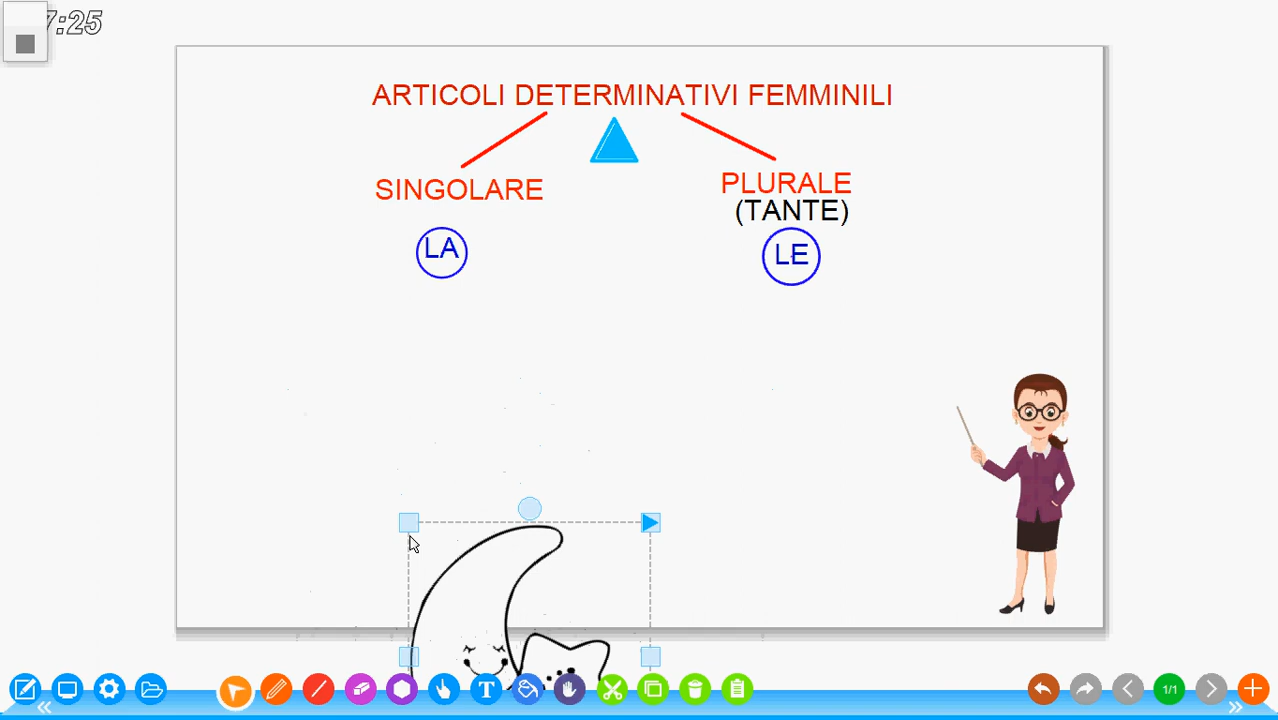 7:25
ARTICOLI DETERMINATIVI FEMMINILI
SINGOLARE
PLURALE
(TANTE)
LA
LE
T
1/1